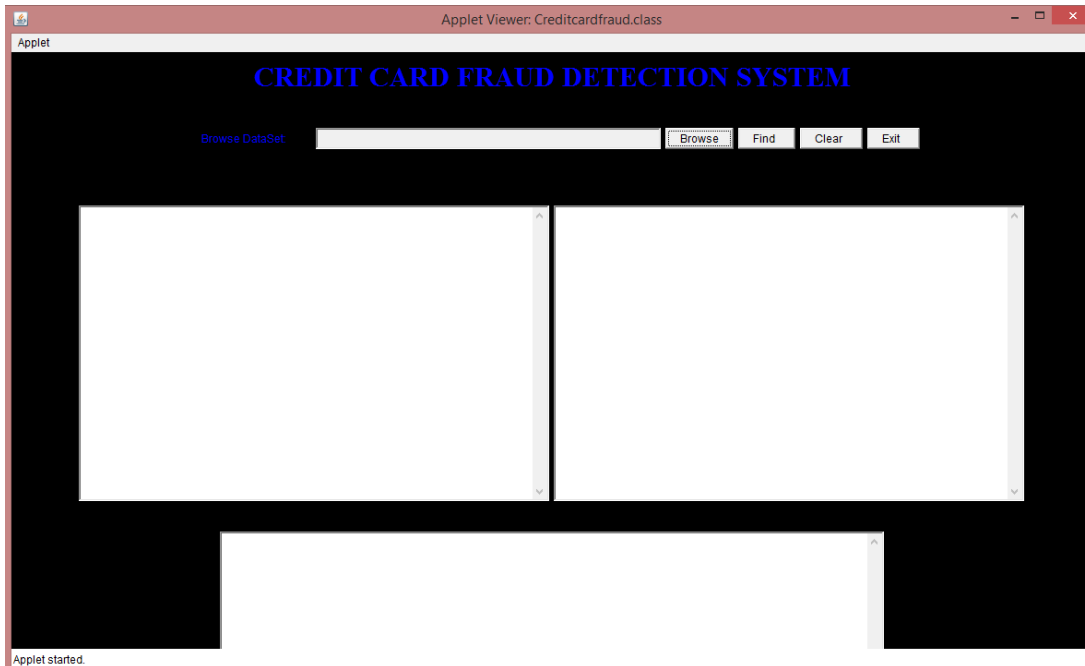 Applet Viewer: Creditcardfraud.class
Applet
CREDIT CARD FRAUD DETECTION SYSTEM
Browse DataSet Browse Find Clear Exit
Applet started.